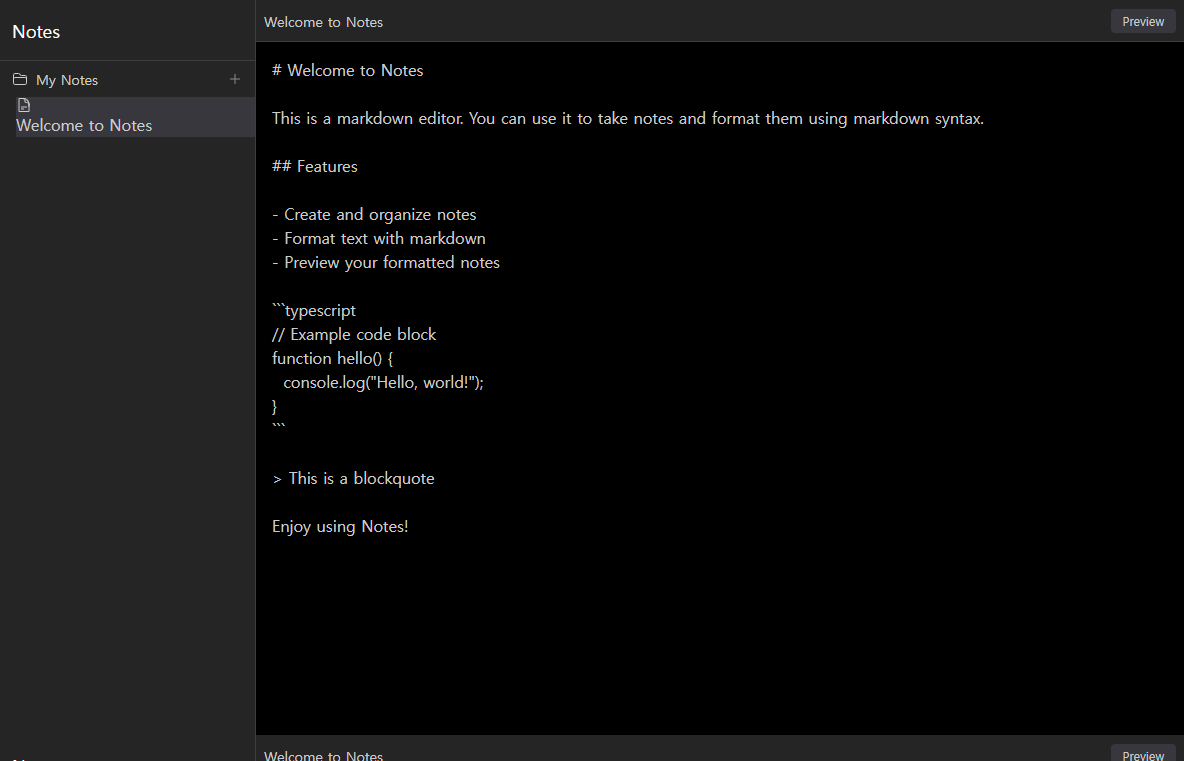 Notes
My Notes
Welcome to Notes
Welcome to Notes
Preview
# Welcome to Notes
This is a markdown editor. You can use it to take notes and format them using markdown syntax.
## Features
- Create and organize notes
- Format text with markdown
- Preview your formatted notes
```typescript
// Example code block
function hello() {
  console.log("Hello, world!");
}
```
> This is a blockquote
Enjoy using Notes!
Welcome to Notes
Preview